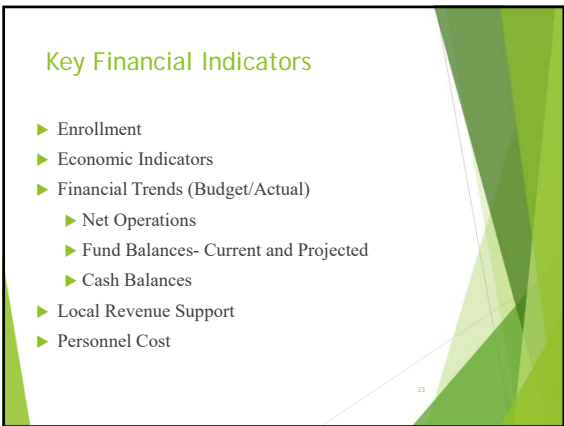 Key Financial Indicators
Enrollment
Economic Indicators
Financial Trends (Budget/Actual)
Net Operations
Fund Balances- Current and Projected
Cash Balances
Local Revenue Support
Personnel Cost
23